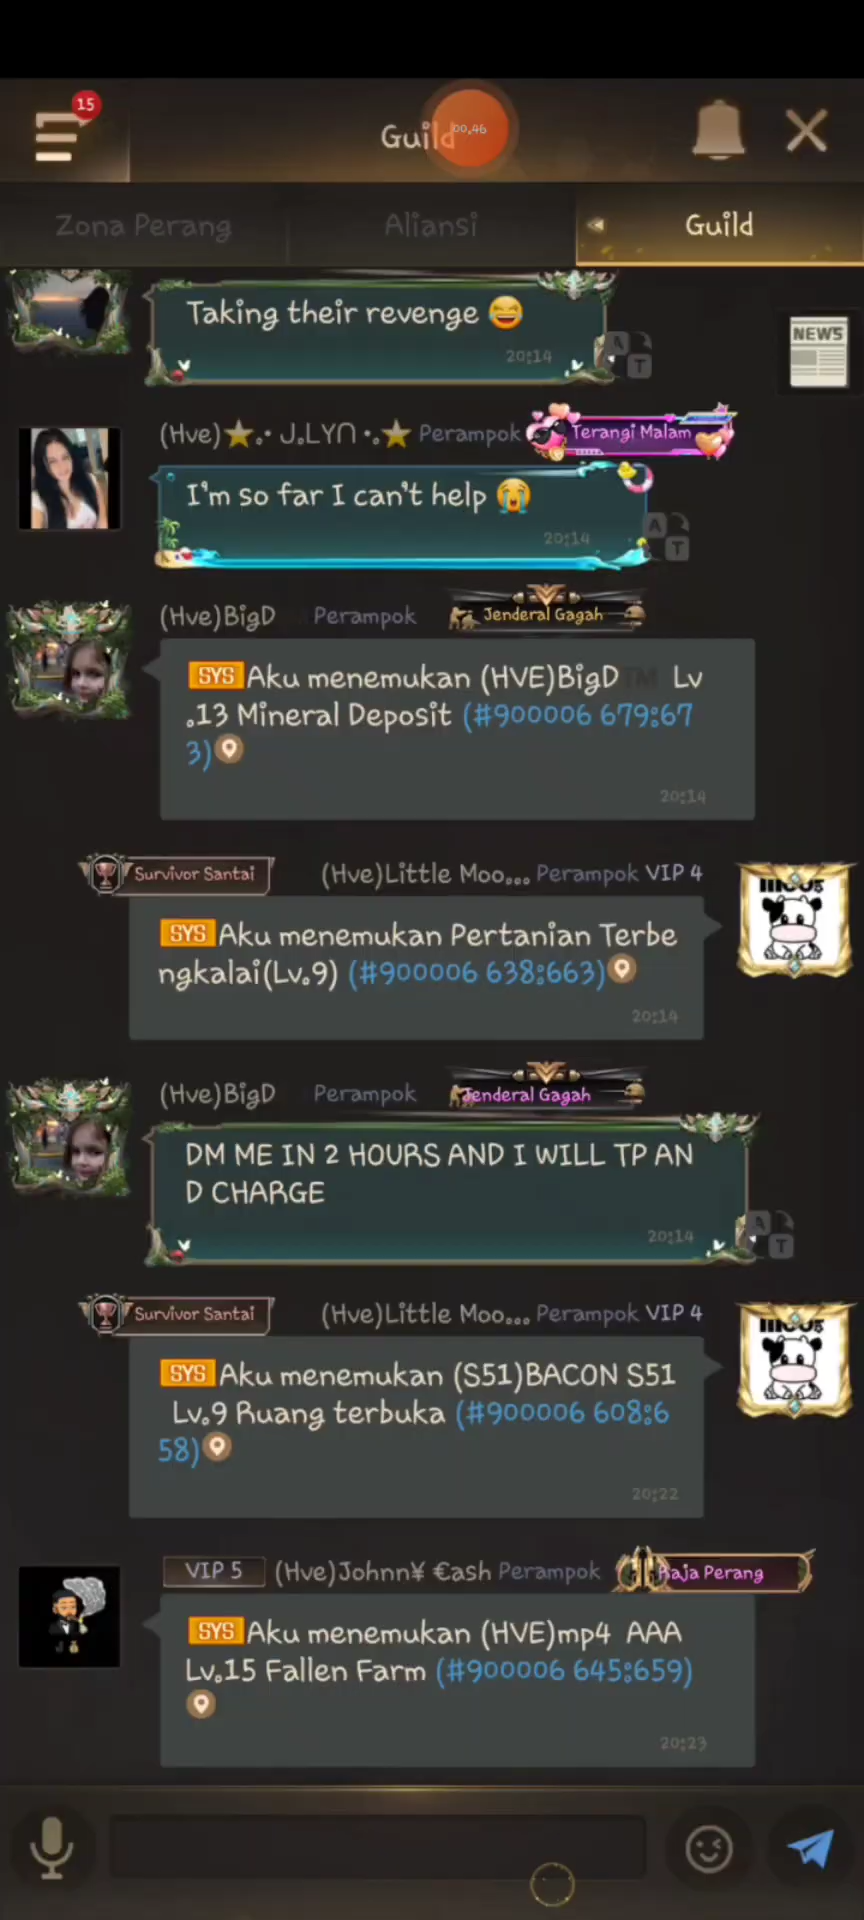 15
Guild
00,46
Zona Perang
Aliansi
Guild
Taking their revenge 😆
20:14
NEWS
(Hve)⭐.• J.LYN •.⭐ Perampok Terangi Malam
I'm so far I can't help 😭
20:14
(Hve)BigD Perampok Jenderal Gagah
SYS Aku menemukan (HVE)BigD™ Lv
.13 Mineral Deposit (#900006 679:67
3)
20:14
Survivor Santai (Hve)Little Moo... Perampok VIP 4
SYS Aku menemukan Pertanian Terbe
ngkalai(Lv.9) (#900006 638:663)
20:14
(Hve)BigD Perampok Jenderal Gagah
DM ME IN 2 HOURS AND I WILL TP AN
D CHARGE
20:14
Survivor Santai (Hve)Little Moo... Perampok VIP 4
SYS Aku menemukan (S51)BACON S51
Lv.9 Ruang terbuka (#900006 608:6
58)
20:22
VIP 5 (Hve)Johnn¥ €ash Perampok Raja Perang
SYS Aku menemukan (HVE)mp4 AAA
Lv.15 Fallen Farm (#900006 645:659)
20:23